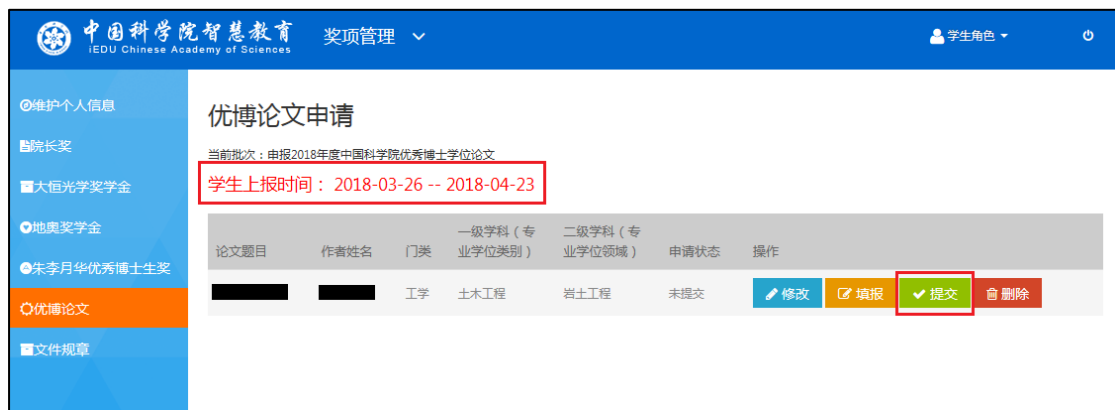 中国科学院智慧教育
iEDU Chinese Academy of Sciences
奖项管理
学生角色
维护个人信息
院长奖
大恒光学奖学金
地奥奖学金
朱李月华优秀博士生奖
优博论文
文件规章
优博论文申请
当前批次：申报2018年度中国科学院优秀博士学位论文
学生上报时间： 2018-03-26 -- 2018-04-23
论文题目 作者姓名 门类 一级学科（专业学位类别） 二级学科（专业学位领域） 申请状态 操作
工学 土木工程 岩土工程 未提交 修改 填报 提交 删除